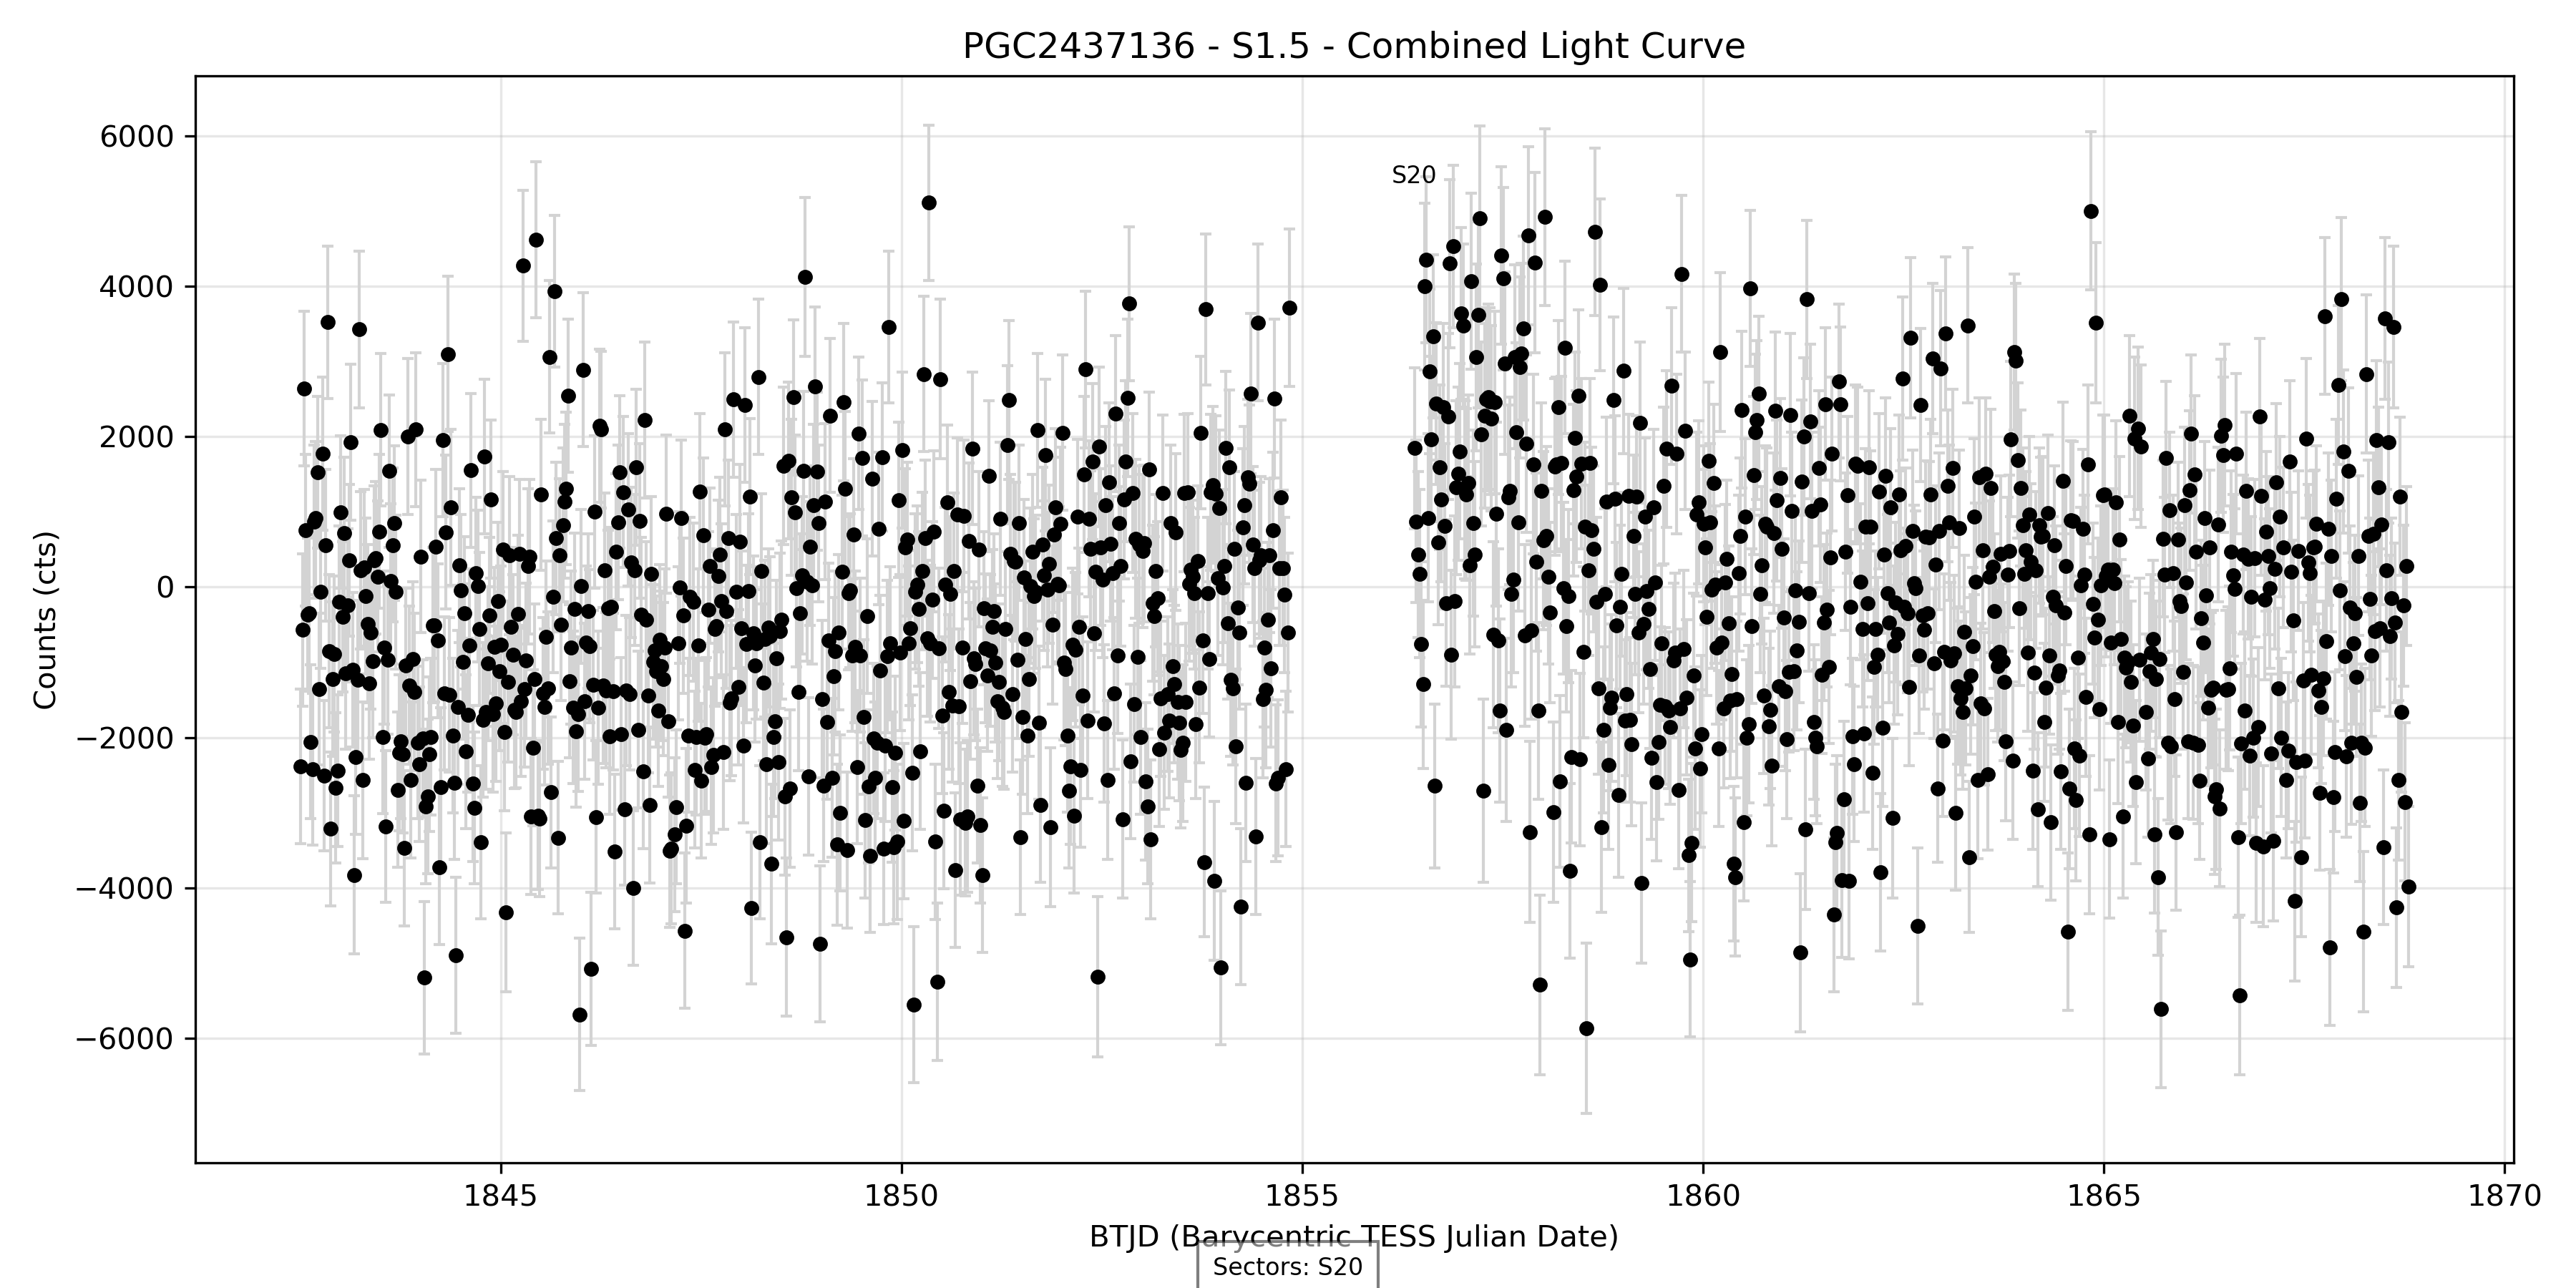 PGC2437136 - S1.5 - Combined Light Curve
Counts (cts)
6000
4000
2000
0
−2000
−4000
−6000
S20
1845
1850
1855
1860
1865
1870
BTJD (Barycentric TESS Julian Date)
Sectors: S20